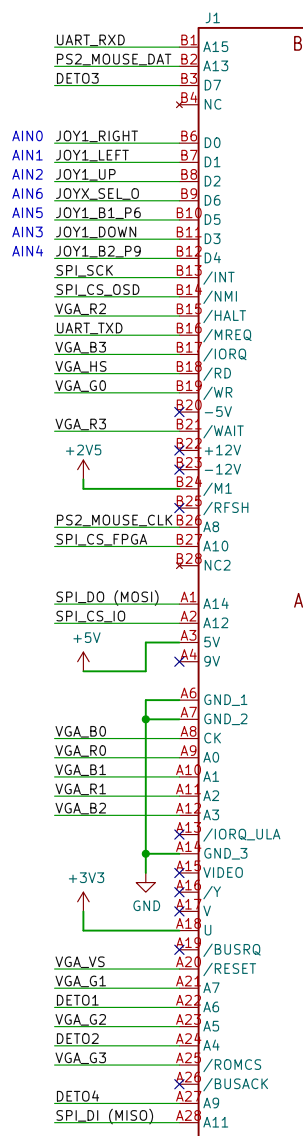 J1
B
UART_RXD B1 A15
PS2_MOUSE_DAT B2 A13
DETO3 B3 D7
B4 NC
AIN0 JOY1_RIGHT B6 D0
AIN1 JOY1_LEFT B7 D1
AIN2 JOY1_UP B8 D2
AIN6 JOYX_SEL_O B9 D6
AIN5 JOY1_B1_P6 B10 D5
AIN3 JOY1_DOWN B11 D3
AIN4 JOY1_B2_P9 B12 D4
SPI_SCK B13 /INT
SPI_CS_OSD B14 /NMI
VGA_R2 B15 /HALT
UART_TXD B16 /MREQ
VGA_B3 B17 /IORQ
VGA_HS B18 /RD
VGA_G0 B19 /WR
B20 -5V
VGA_R3 B21 /WAIT
B22 +12V
+2V5
B23 -12V
B24 /M1
B25 /RFSH
PS2_MOUSE_CLK B26 A8
SPI_CS_FPGA B27 A10
B28 NC2
A
SPI_DO (MOSI) A1 A14
SPI_CS_IO A2 A12
+5V A3 5V
A4 9V
A6 GND_1
A7 GND_2
VGA_B0 A8 CK
VGA_R0 A9 A0
VGA_B1 A10 A1
VGA_R1 A11 A2
VGA_B2 A12 A3
A13 /IORQ_ULA
A14 GND_3
A15 VIDEO
+3V3 A16 /Y
GND A17 V
A18 U
A19 /BUSRQ
VGA_VS A20 /RESET
VGA_G1 A21 A7
DETO1 A22 A6
VGA_G2 A23 A5
DETO2 A24 A4
VGA_G3 A25 /ROMCS
A26 /BUSACK
DETO4 A27 A9
SPI_DI (MISO) A28 A11